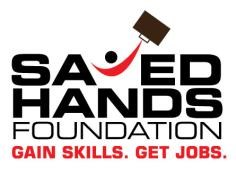 SAVED
HANDS
FOUNDATION
GAIN SKILLS. GET JOBS.